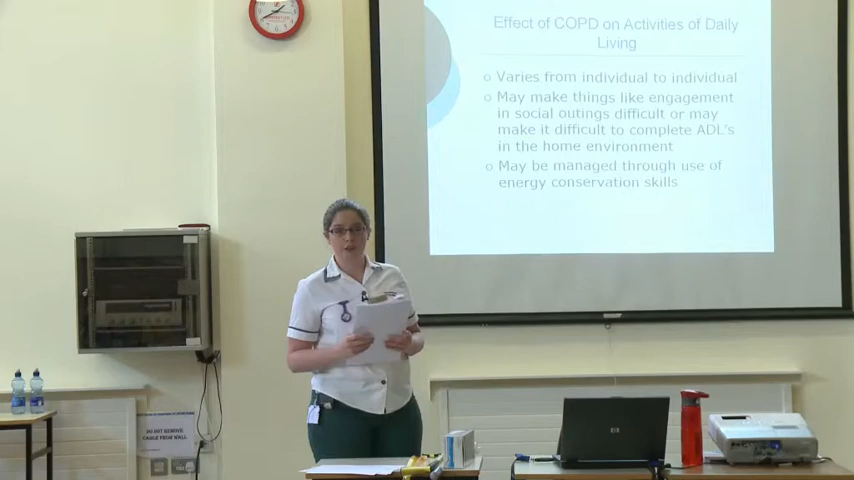 Effect of COPD on Activities of Daily
Living
Varies from individual to individual
May make things like engagement
in social outings difficult or may
make it difficult to complete ADL's
in the home environment
May be managed through use of
energy conservation skills
DO NOT REMOVE
CABLE FROM WALL
hp